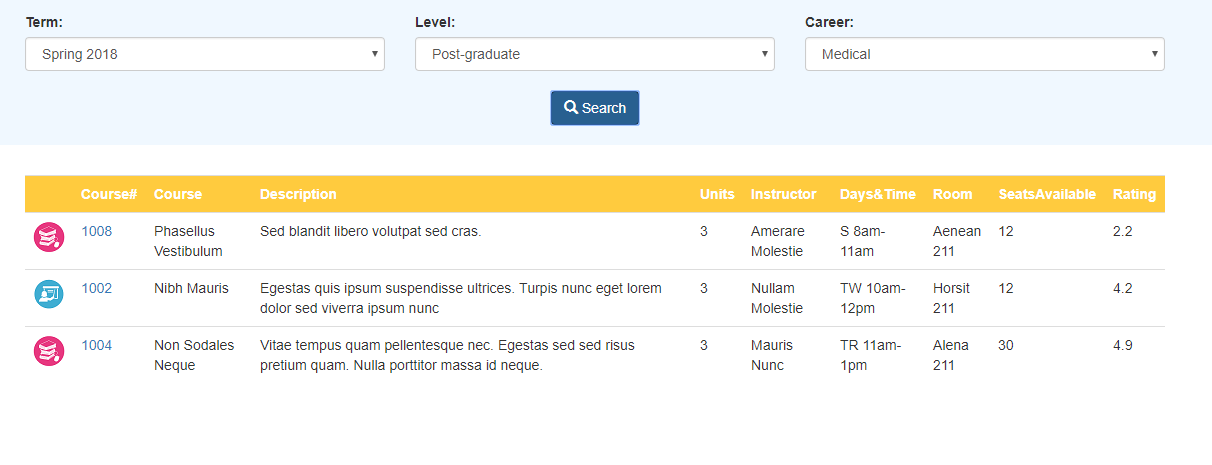 Term: Level: Career:
Spring 2018 Post-graduate Medical
Search
Course# Course Description Units Instructor Days&Time Room SeatsAvailable Rating
1008 Phasellus Sed blandit libero volutpat sed cras. 3 Amerare S 8am- Aenean 12 2.2
Vestibulum Molestie 11am 211
1002 Nibh Mauris Egestas quis ipsum suspendisse ultrices. Turpis nunc eget lorem 3 Nullam TW 10am- Horsit 12 4.2
dolor sed viverra ipsum nunc Molestie 12pm 211
1004 Non Sodales Vitae tempus quam pellentesque nec. Egestas sed sed risus 3 Mauris TR 11am- Alena 30 4.9
Neque pretium quam. Nulla porttitor massa id neque. Nunc 1pm 211